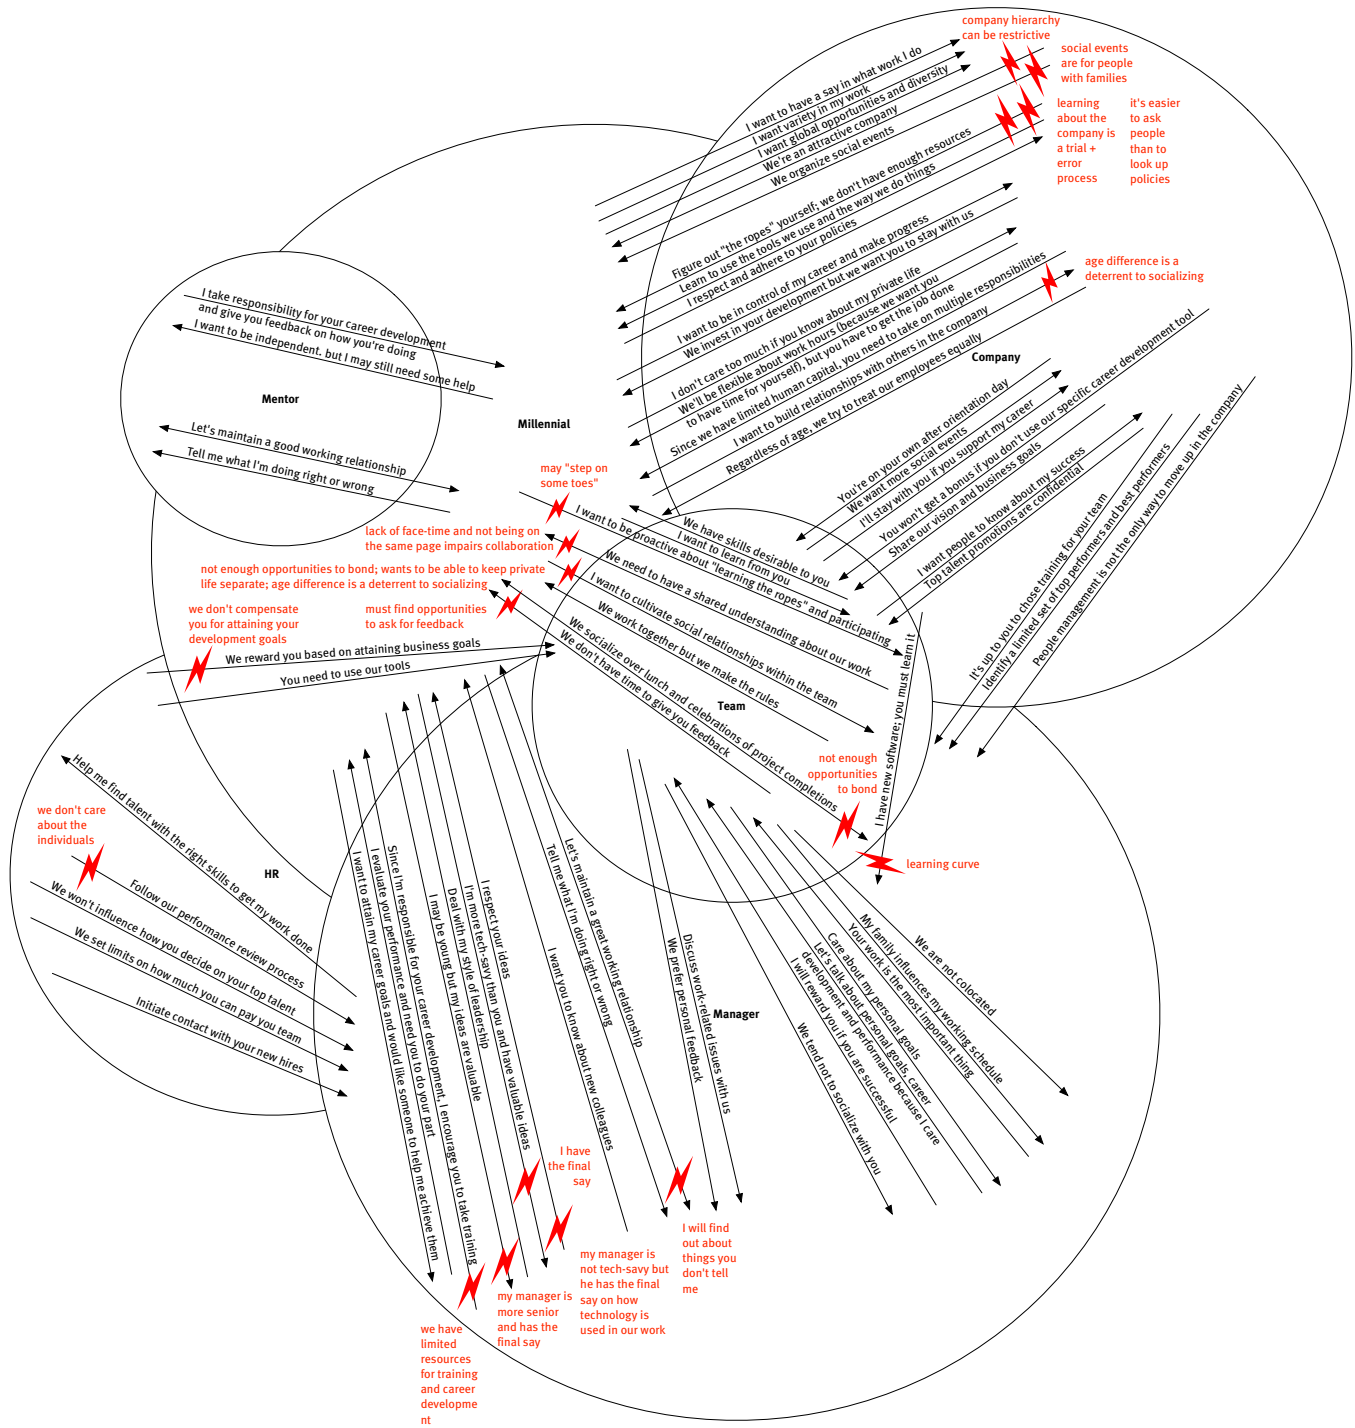 company hierarchy
can be restrictive
social events
are for people
with families
I want to have a say in what work I do
I want variety in my work
I want global opportunities and diversity
We're an attractive company
We organize social events
learning
about the
company is
a trial +
error
process
it's easier
to ask
people
than to
look up
policies
Figure out "the ropes" yourself; we don't have enough resources
Learn to use the tools we use and the way we do things
I respect and adhere to your policies
I want to be in control of my career and make progress
We invest in your development but we want you to stay with us
I don't care too much if you know about my private life
We'll be flexible about work hours (because we want you
to have time for yourself), but you have to get the job done
Since we have limited human capital, you need to take on multiple responsibilities
I want to build relationships with others in the company
Regardless of age, we try to treat our employees equally
age difference is a
deterrent to socializing
Company
I take responsibility for your career development
and give you feedback on how you're doing
I want to be independent, but I may still need some help
Mentor
Let's maintain a good working relationship
Tell me what I'm doing right or wrong
Millennial
You're on your own after orientation day
We want more social events
I'll stay with you if you support my career
You won't get a bonus if you don't use our specific career development tool
Share our vision and business goals
I want people to know about my success
Top talent promotions are confidential
It's up to you to chose training for your team
Identify a limited set of top performers and best performers
People management is not the only way to move up in the company
may "step on
some toes"
We have skills desirable to you
I want to learn from you
I want to be proactive about "learning the ropes" and participating
lack of face-time and not being on
the same page impairs collaboration
We need to have a shared understanding about our work
not enough opportunities to bond; wants to be able to keep private
life separate; age difference is a deterrent to socializing
I want to cultivate social relationships within the team
We work together but we make the rules
must find opportunities
to ask for feedback
We socialize over lunch and celebrations of project completions
We don't have time to give you feedback
Team
not enough
opportunities
to bond
I have new software; you must learn it
learning curve
we don't compensate
you for attaining your
development goals
We reward you based on attaining business goals
You need to use our tools
Help me find talent with the right skills to get my work done
we don't care
about the
individuals
HR
Follow our performance review process
We won't influence how you decide on your top talent
We set limits on how much you can pay you team
Initiate contact with your new hires
I want to attain my career goals and would like someone to help me achieve them
I evaluate your performance and need you to do your part
Since I'm responsible for your career development, I encourage you to take training
I may be young but my ideas are valuable
Deal with my style of leadership
I'm more tech-savy than you and have valuable ideas
I respect your ideas
I want you to know about new colleagues
Tell me what I'm doing right or wrong
Let's maintain a great working relationship
We prefer personal feedback
Discuss work-related issues with us
Manager
We tend not to socialize with you
I will reward you if you are successful
Let's talk about personal goals, career
development and performance because I care
Care about my personal goals
Your work is the most important thing
My family influences my working schedule
We are not colocated
I have
the final
say
my manager is
not tech-savy but
he has the final
say on how
technology is
used in our work
I will find
out about
things you
don't tell
me
my manager is
more senior
and has the
final say
we have
limited
resources
for training
and career
developme
nt